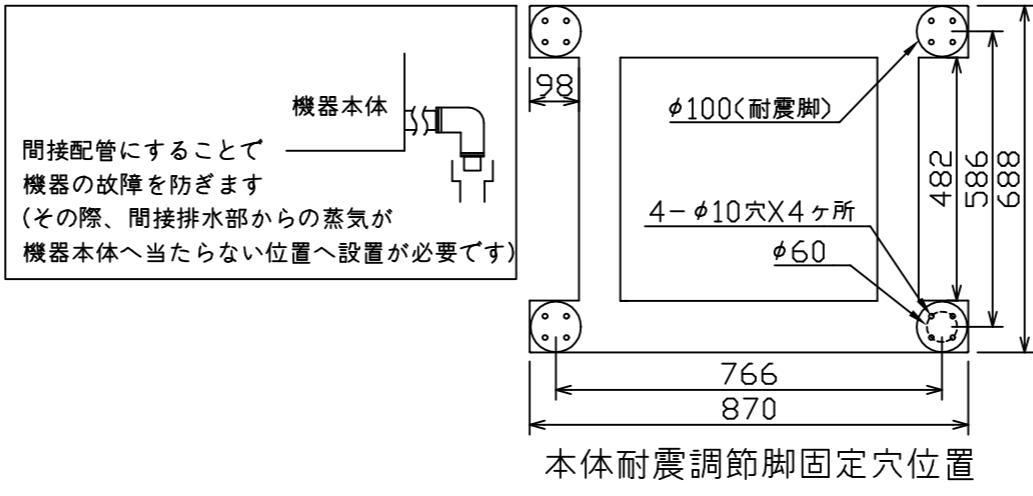 機器本体
間接配管にすることで
機器の故障を防ぎます
(その際、間接排水部からの蒸気が
機器本体へ当たらない位置へ設置が必要です)
98
φ100(耐震脚)
482
586
688
4-φ10穴X4ヶ所
φ60
766
870
本体耐震調節脚固定穴位置